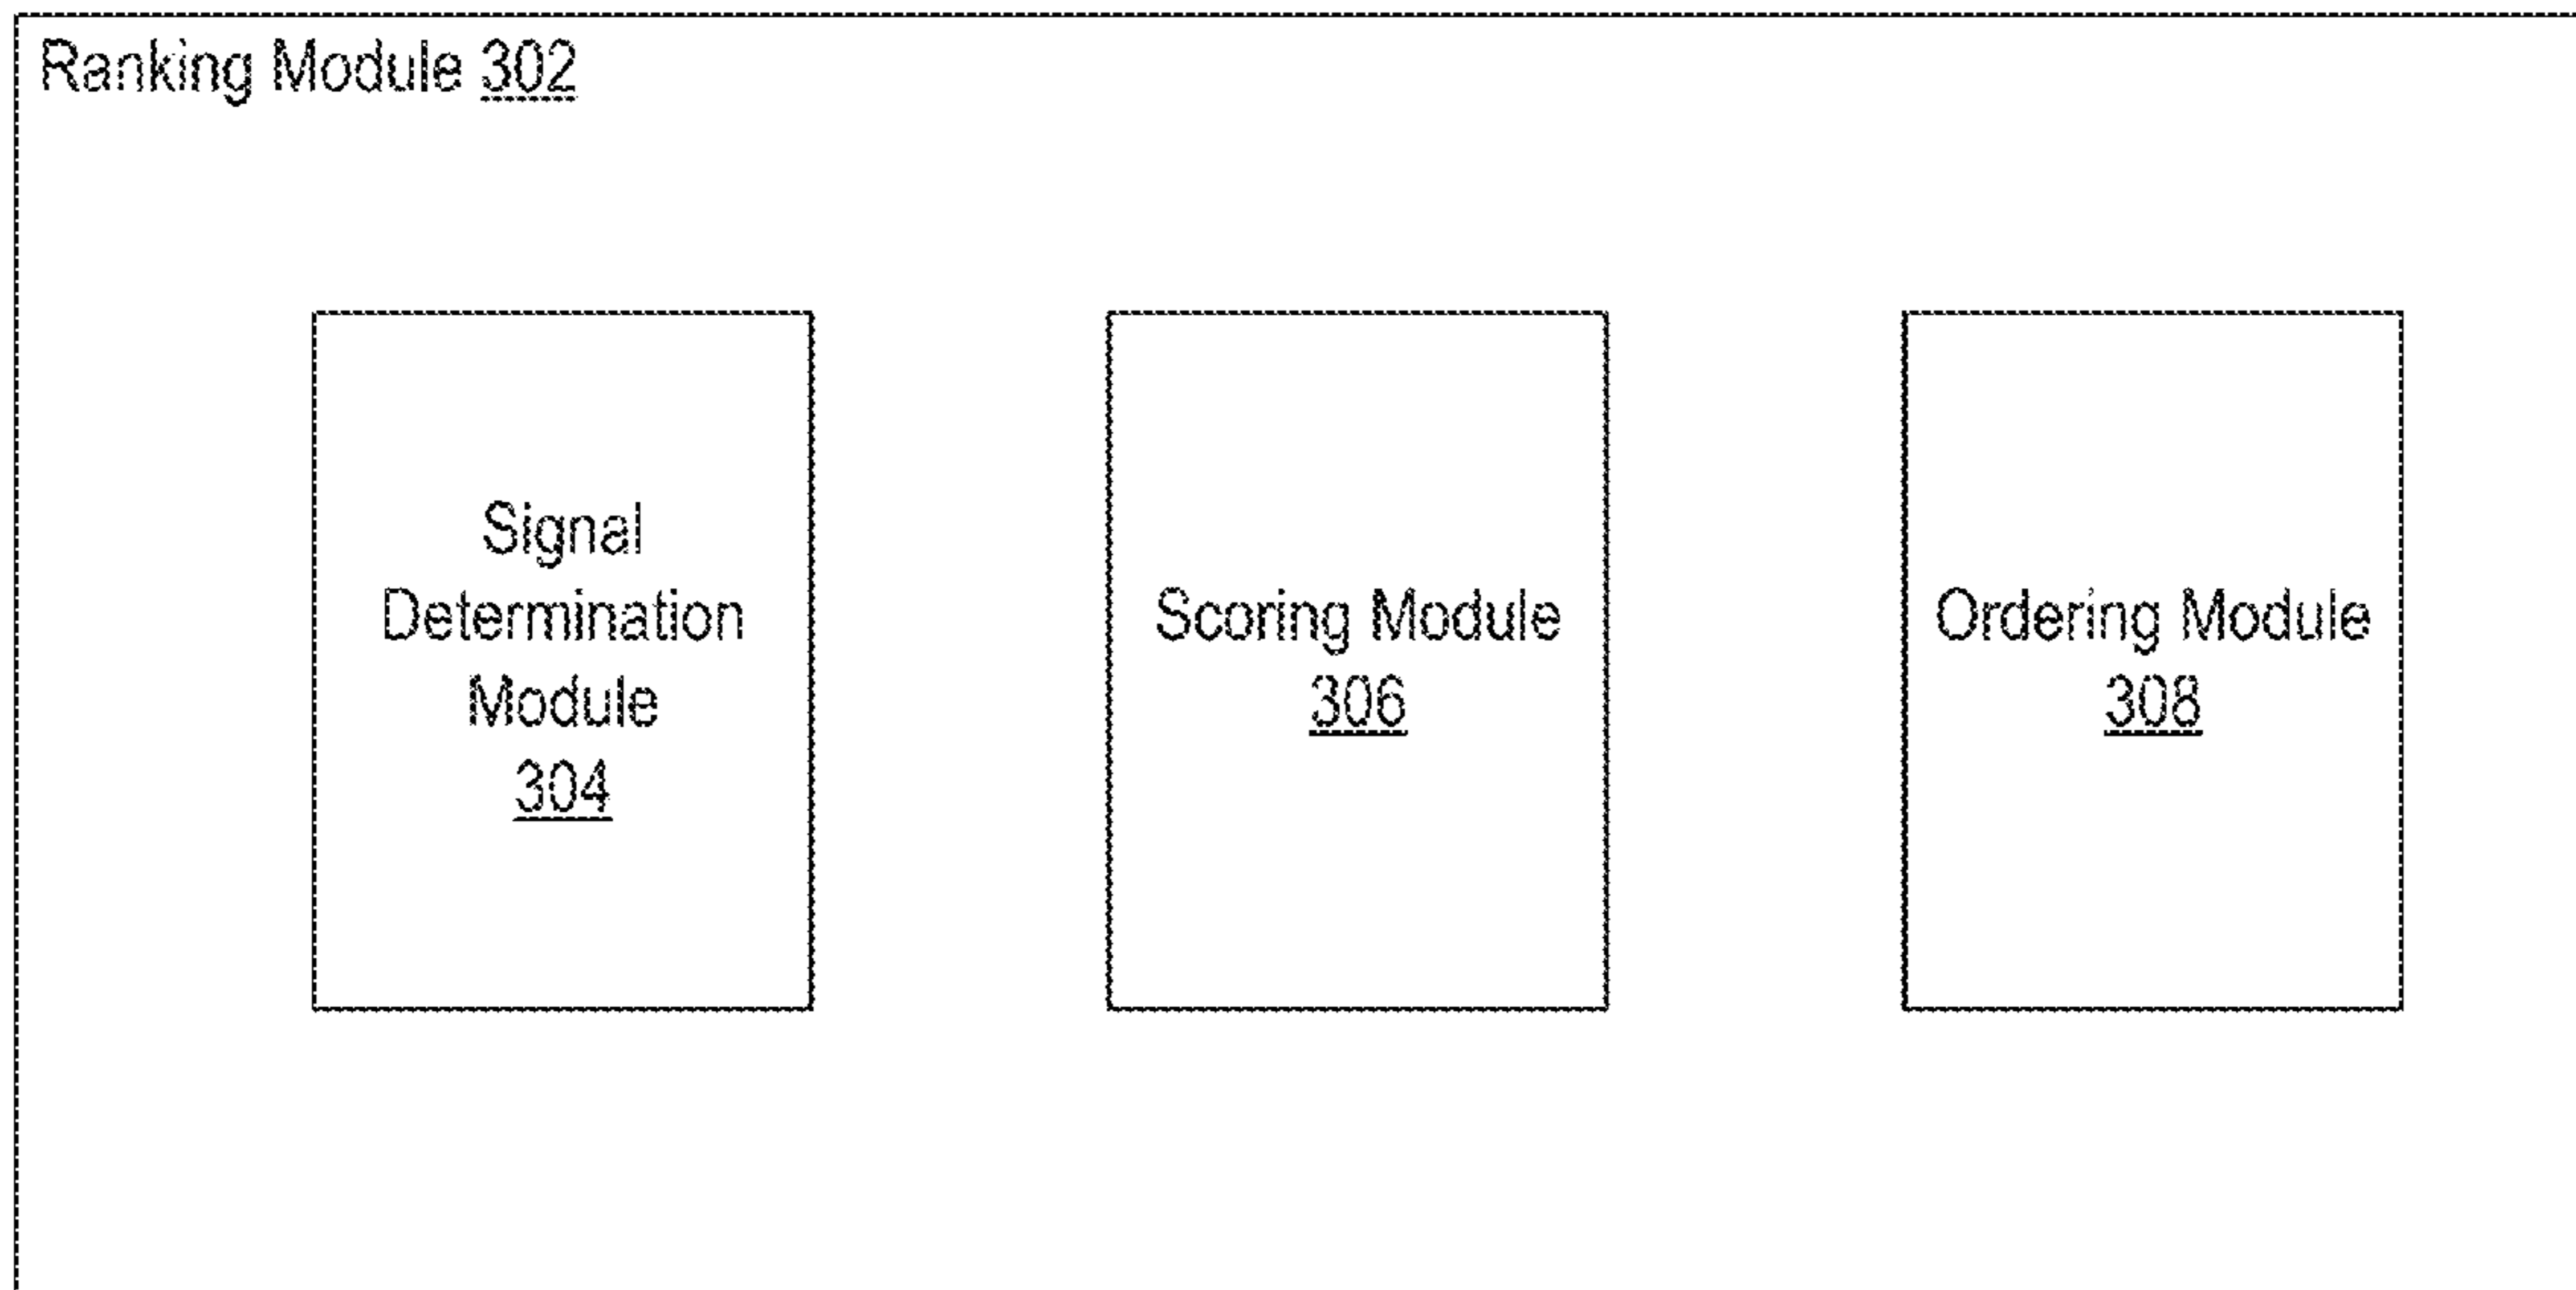 Ranking Module 302
Signal
Determination
Module
304
Scoring Module
306
Ordering Module
308